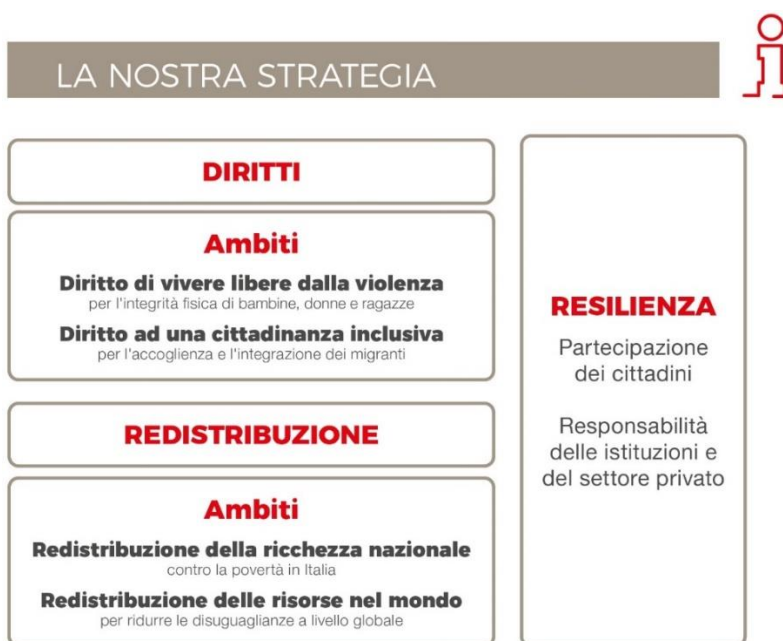 LA NOSTRA STRATEGIA
DIRITTI
Ambiti
Diritto di vivere libere dalla violenza
per l'integrità fisica di bambine, donne e ragazze
Diritto ad una cittadinanza inclusiva
per l'accoglienza e l'integrazione dei migranti
REDISTRIBUZIONE
Ambiti
Redistribuzione della ricchezza nazionale
contro la povertà in Italia
Redistribuzione delle risorse nel mondo
per ridurre le disuguaglianze a livello globale
RESILIENZA
Partecipazione
dei cittadini
Responsabilità
delle istituzioni e
del settore privato